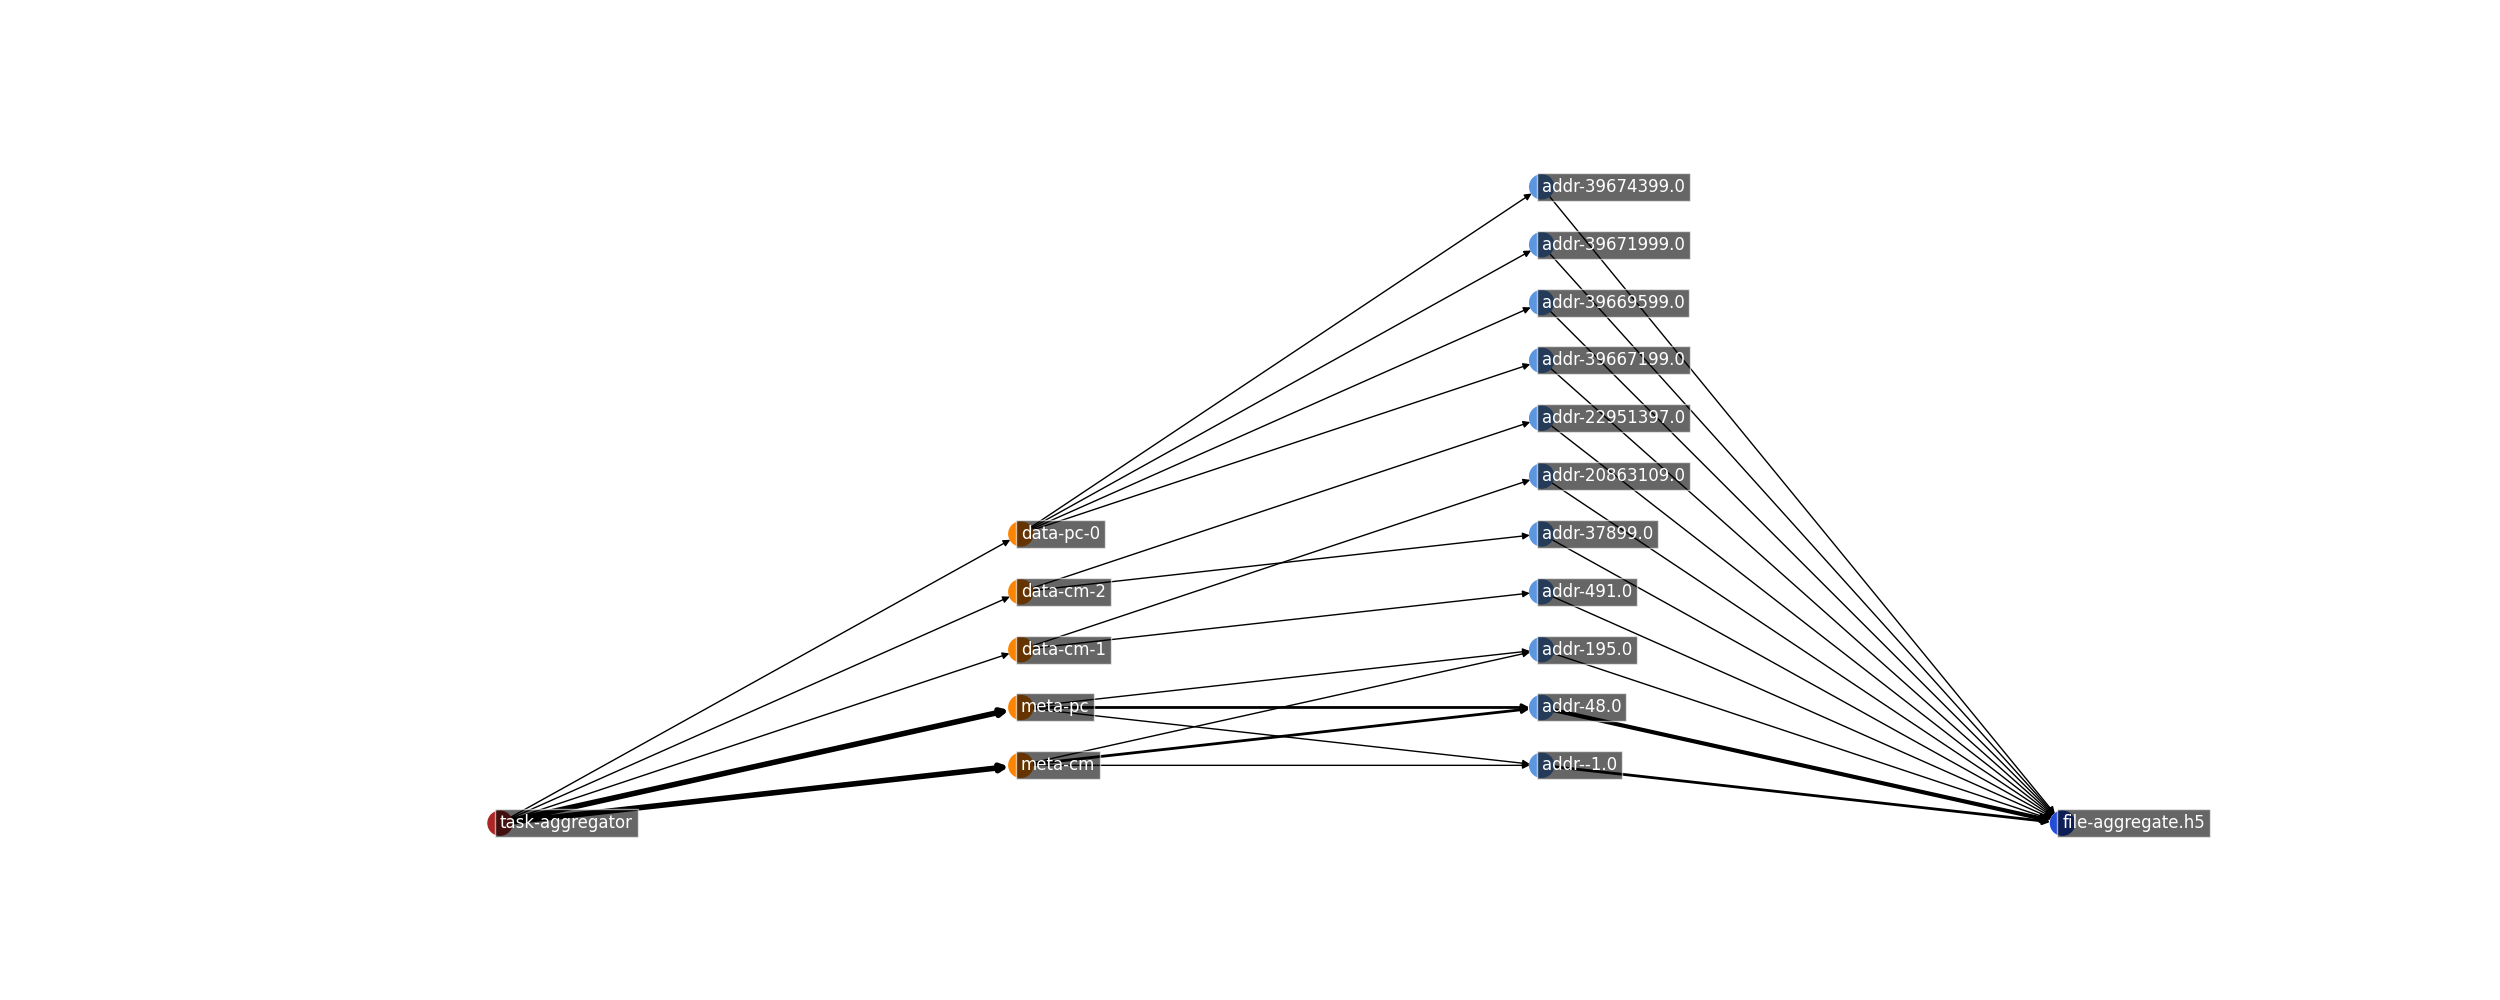 addr-39674399.0
addr-39671999.0
addr-39669599.0
addr-39667199.0
addr-22951397.0
addr-20863109.0
data-pc-0
addr-37899.0
data-cm-2
addr-491.0
data-cm-1
addr-195.0
meta-pc
addr-48.0
meta-cm
addr--1.0
task-aggregator
file-aggregate.h5